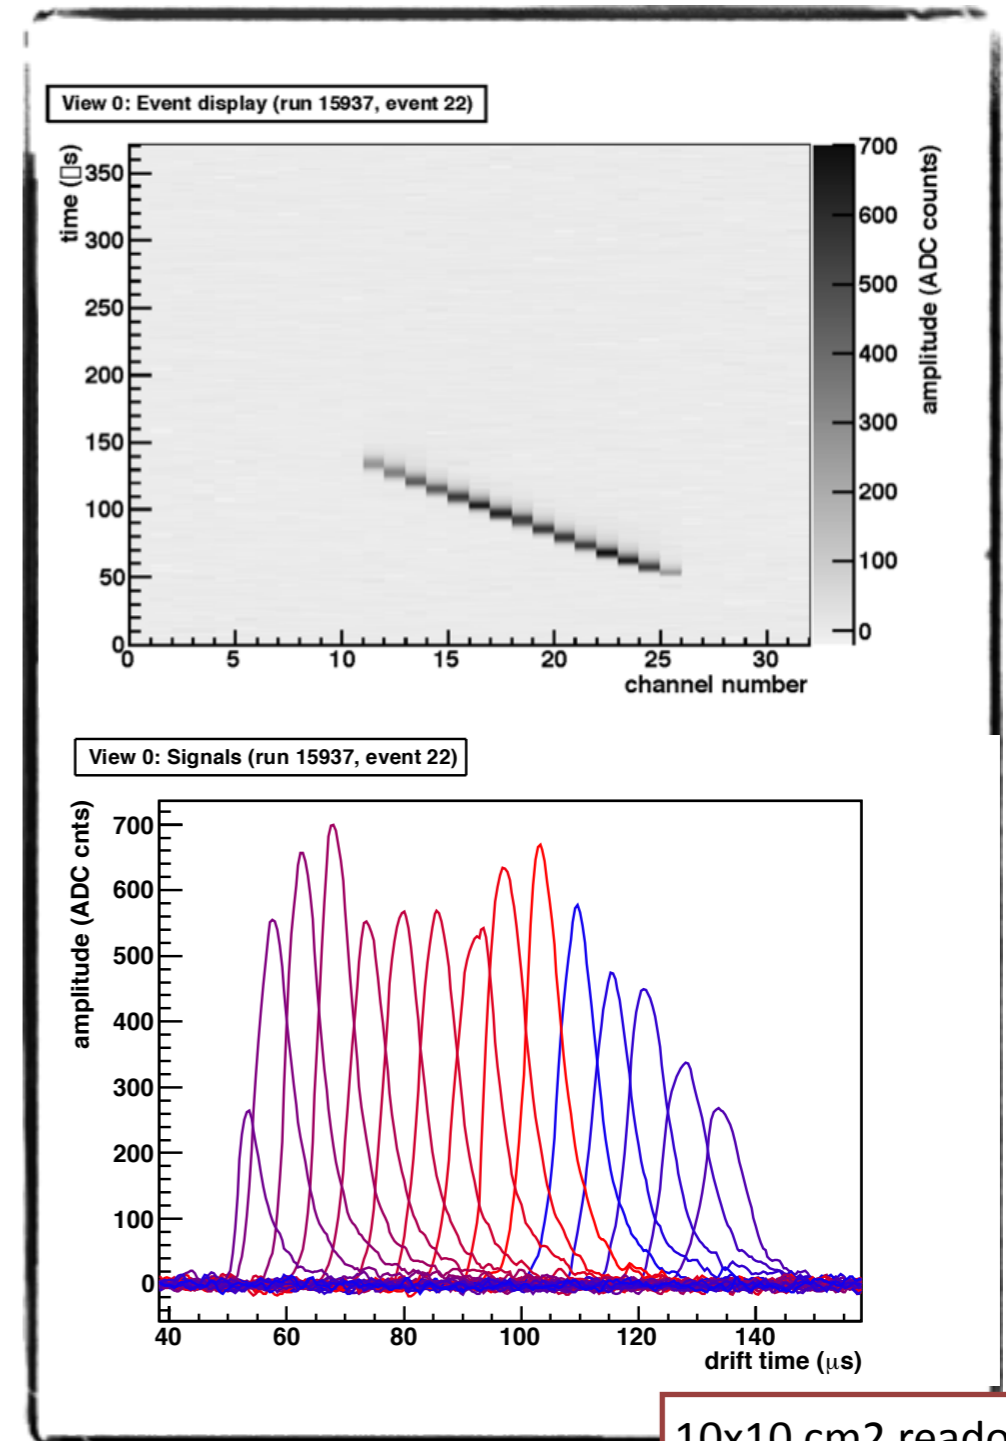 View 0: Event display (run 15937, event 22)
time (▯s)
350
300
250
200
150
100
50
0
0 5 10 15 20 25 30
channel number
700
600
500
400
300
200
100
0
amplitude (ADC counts)
View 0: Signals (run 15937, event 22)
amplitude (ADC cnts)
700
600
500
400
300
200
100
0
40 60 80 100 120 140
drift time (μs)
10x10 cm2